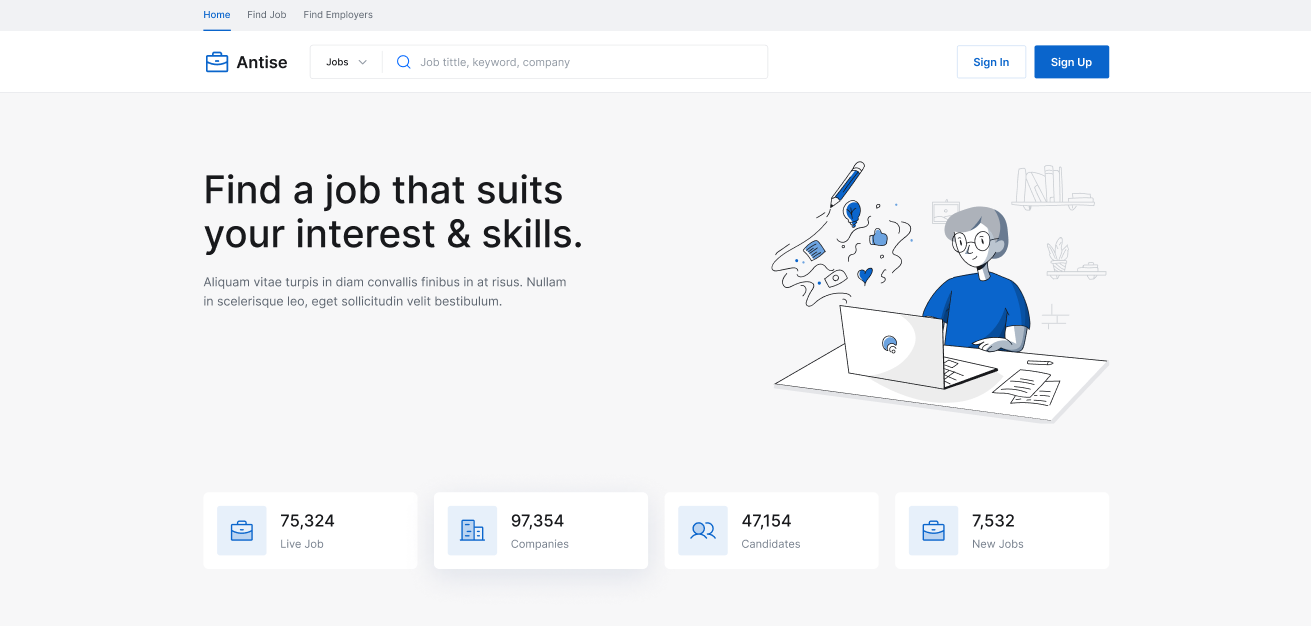 Home Find Job Find Employers
Antise Jobs Job tittle, keyword, company Sign In Sign Up
Find a job that suits
your interest & skills.
Aliquam vitae turpis in diam convallis finibus in at risus. Nullam
in scelerisque leo, eget sollicitudin velit bestibulum.
75,324
Live Job
97,354
Companies
47,154
Candidates
7,532
New Jobs